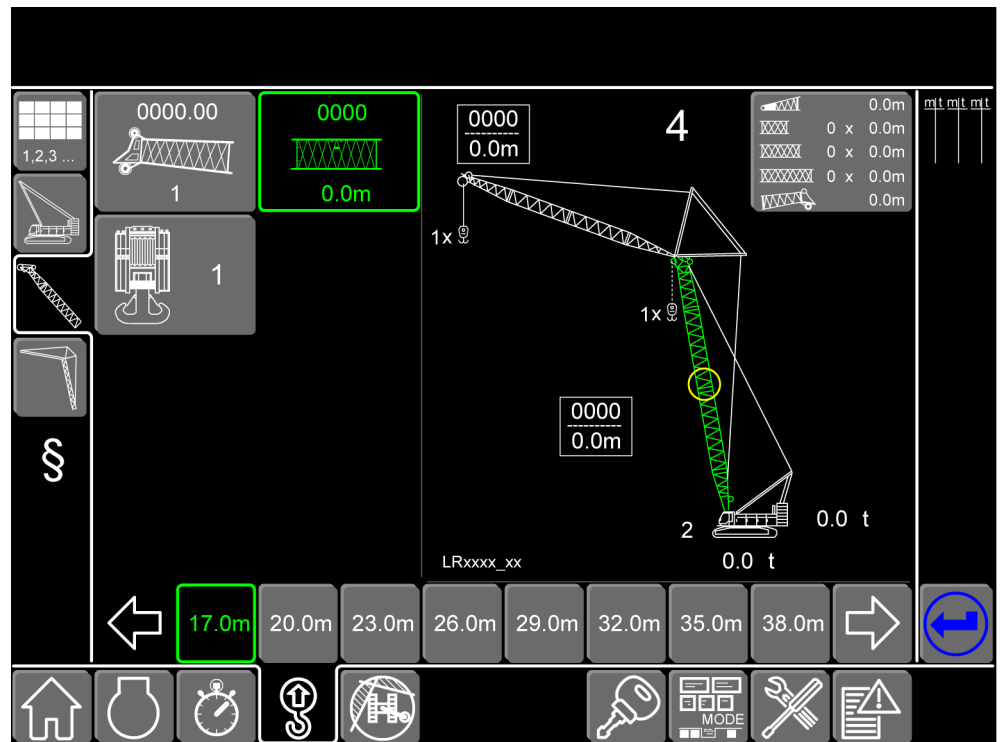 1,2,3 ...
0000.00
1
0000
0.0m
1
§
0000
0.0m
4
1x
1x
0000
0.0m
2
0.0 t
0.0 t
LRxxxx_xx
0.0m
0 x 0.0m
0 x 0.0m
0 x 0.0m
0.0m
m|t m|t m|t
17.0m 20.0m 23.0m 26.0m 29.0m 32.0m 35.0m 38.0m
MODE